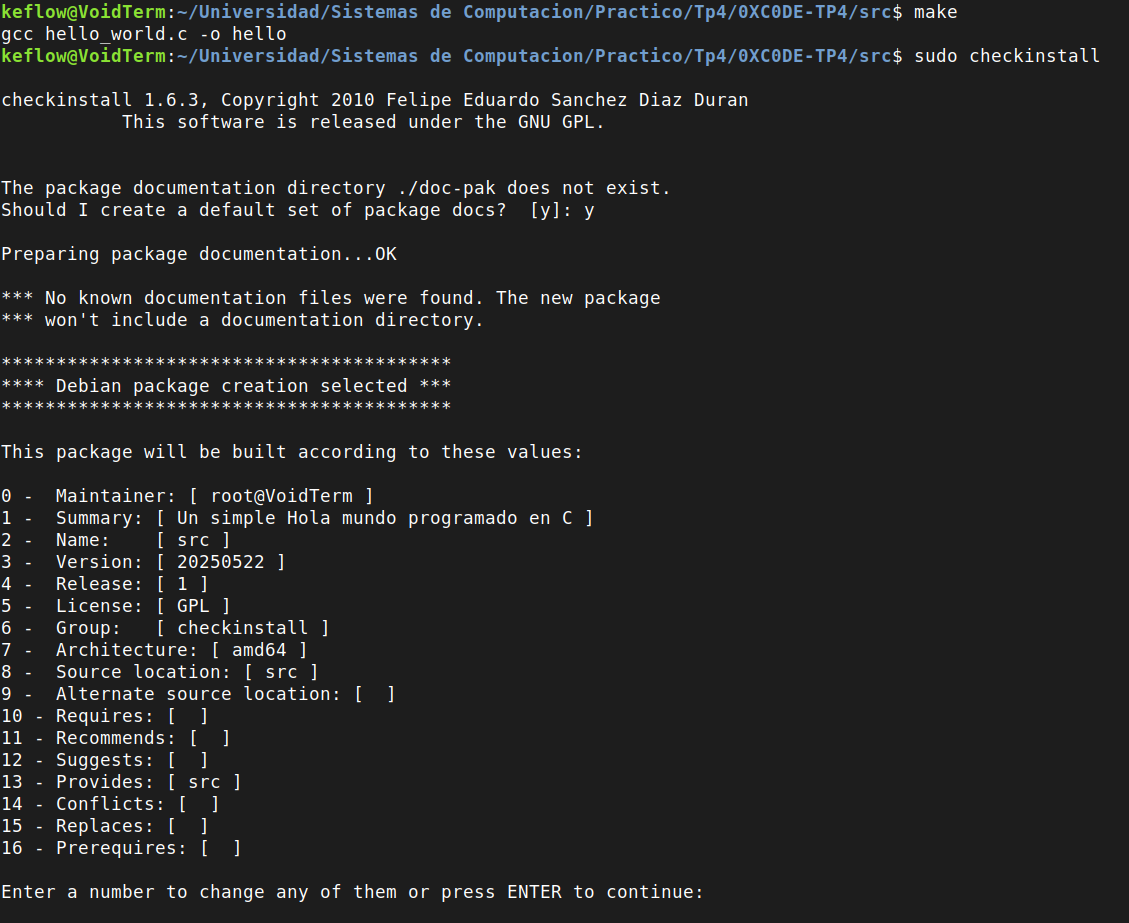 keflow@VoidTerm:~/Universidad/Sistemas de Computacion/Practico/Tp4/0XC0DE-TP4/src$ make
gcc hello_world.c -o hello
keflow@VoidTerm:~/Universidad/Sistemas de Computacion/Practico/Tp4/0XC0DE-TP4/src$ sudo checkinstall
checkinstall 1.6.3, Copyright 2010 Felipe Eduardo Sanchez Diaz Duran
This software is released under the GNU GPL.
The package documentation directory ./doc-pak does not exist.
Should I create a default set of package docs?  [y]: y
Preparing package documentation...OK
*** No known documentation files were found. The new package
*** won't include a documentation directory.
*****************************************
**** Debian package creation selected ***
*****************************************
This package will be built according to these values:
0 -  Maintainer: [ root@VoidTerm ]
1 -  Summary: [ Un simple Hola mundo programado en C ]
2 -  Name:    [ src ]
3 -  Version: [ 20250522 ]
4 -  Release: [ 1 ]
5 -  License: [ GPL ]
6 -  Group:   [ checkinstall ]
7 -  Architecture: [ amd64 ]
8 -  Source location: [ src ]
9 -  Alternate source location: [  ]
10 - Requires: [  ]
11 - Recommends: [  ]
12 - Suggests: [  ]
13 - Provides: [ src ]
14 - Conflicts: [  ]
15 - Replaces: [  ]
16 - Prerequires: [  ]
Enter a number to change any of them or press ENTER to continue: